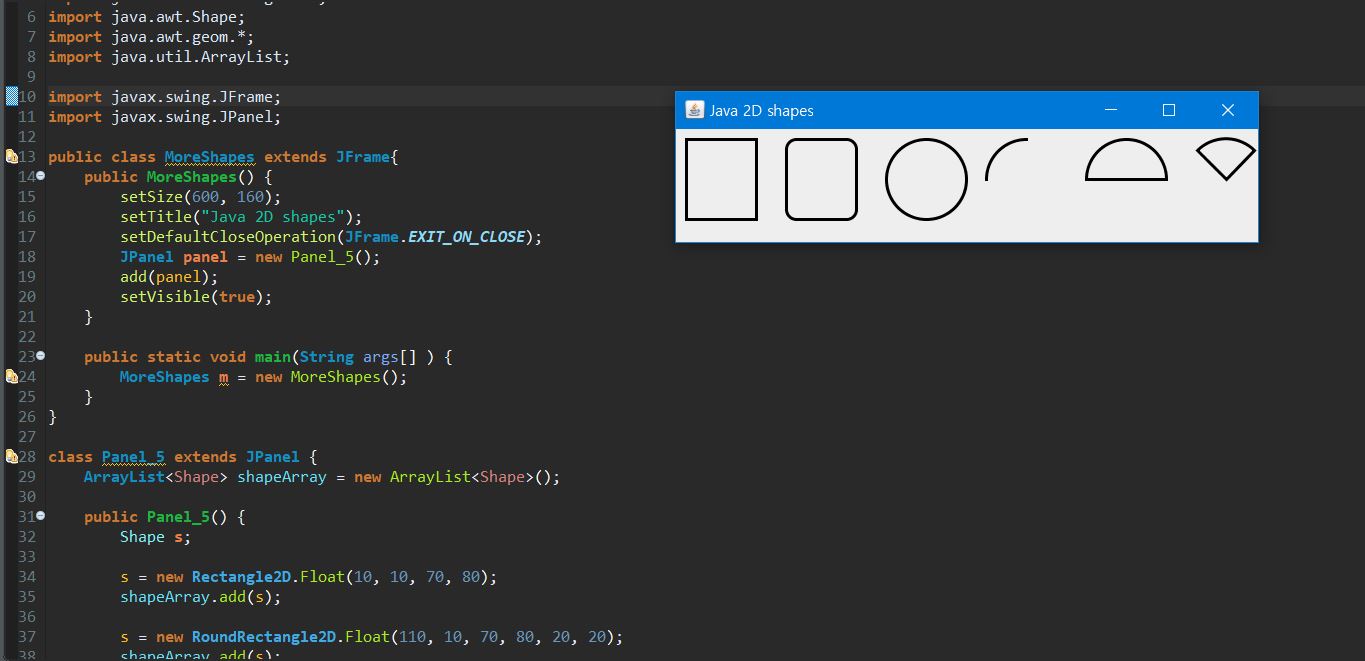 6 import java.awt.Shape;
7 import java.awt.geom.*;
8 import java.util.ArrayList;
9
10 import javax.swing.JFrame;
11 import javax.swing.JPanel;
12
13 public class MoreShapes extends JFrame{
14     public MoreShapes() {
15         setSize(600, 160);
16         setTitle("Java 2D shapes");
17         setDefaultCloseOperation(JFrame.EXIT_ON_CLOSE);
18         JPanel panel = new Panel_5();
19         add(panel);
20         setVisible(true);
21     }
22
23     public static void main(String args[] ) {
24         MoreShapes m = new MoreShapes();
25     }
26 }
27
28 class Panel_5 extends JPanel {
29     ArrayList<Shape> shapeArray = new ArrayList<Shape>();
30
31     public Panel_5() {
32         Shape s;
33
34         s = new Rectangle2D.Float(10, 10, 70, 80);
35         shapeArray.add(s);
36
37         s = new RoundRectangle2D.Float(110, 10, 70, 80, 20, 20);
38         shapeArray.add(s);
Java 2D shapes